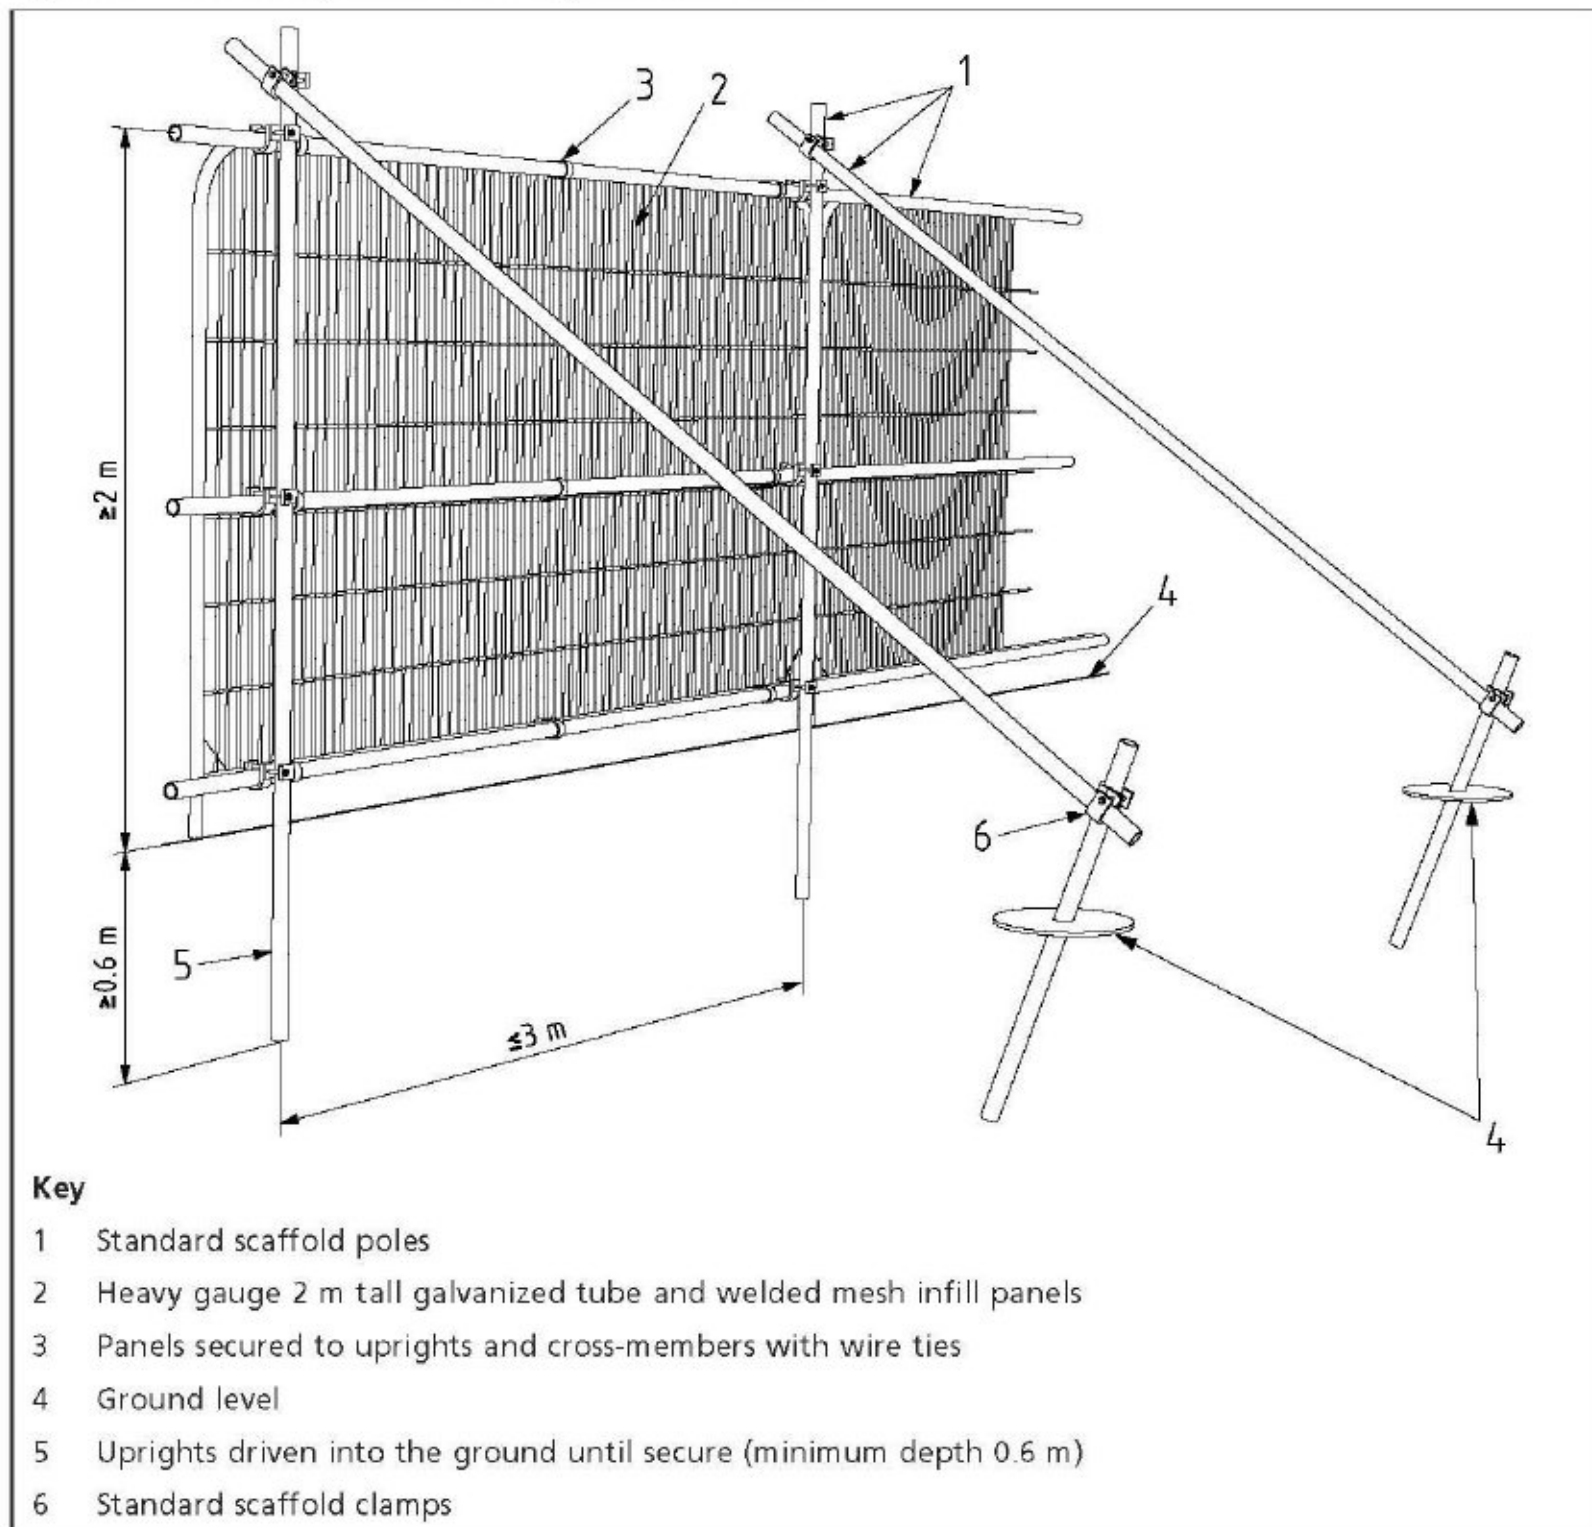 1
3
2
≥2 m
4
6
≥0.6 m
5
≤3 m
4
Key
1 Standard scaffold poles
2 Heavy gauge 2 m tall galvanized tube and welded mesh infill panels
3 Panels secured to uprights and cross-members with wire ties
4 Ground level
5 Uprights driven into the ground until secure (minimum depth 0.6 m)
6 Standard scaffold clamps